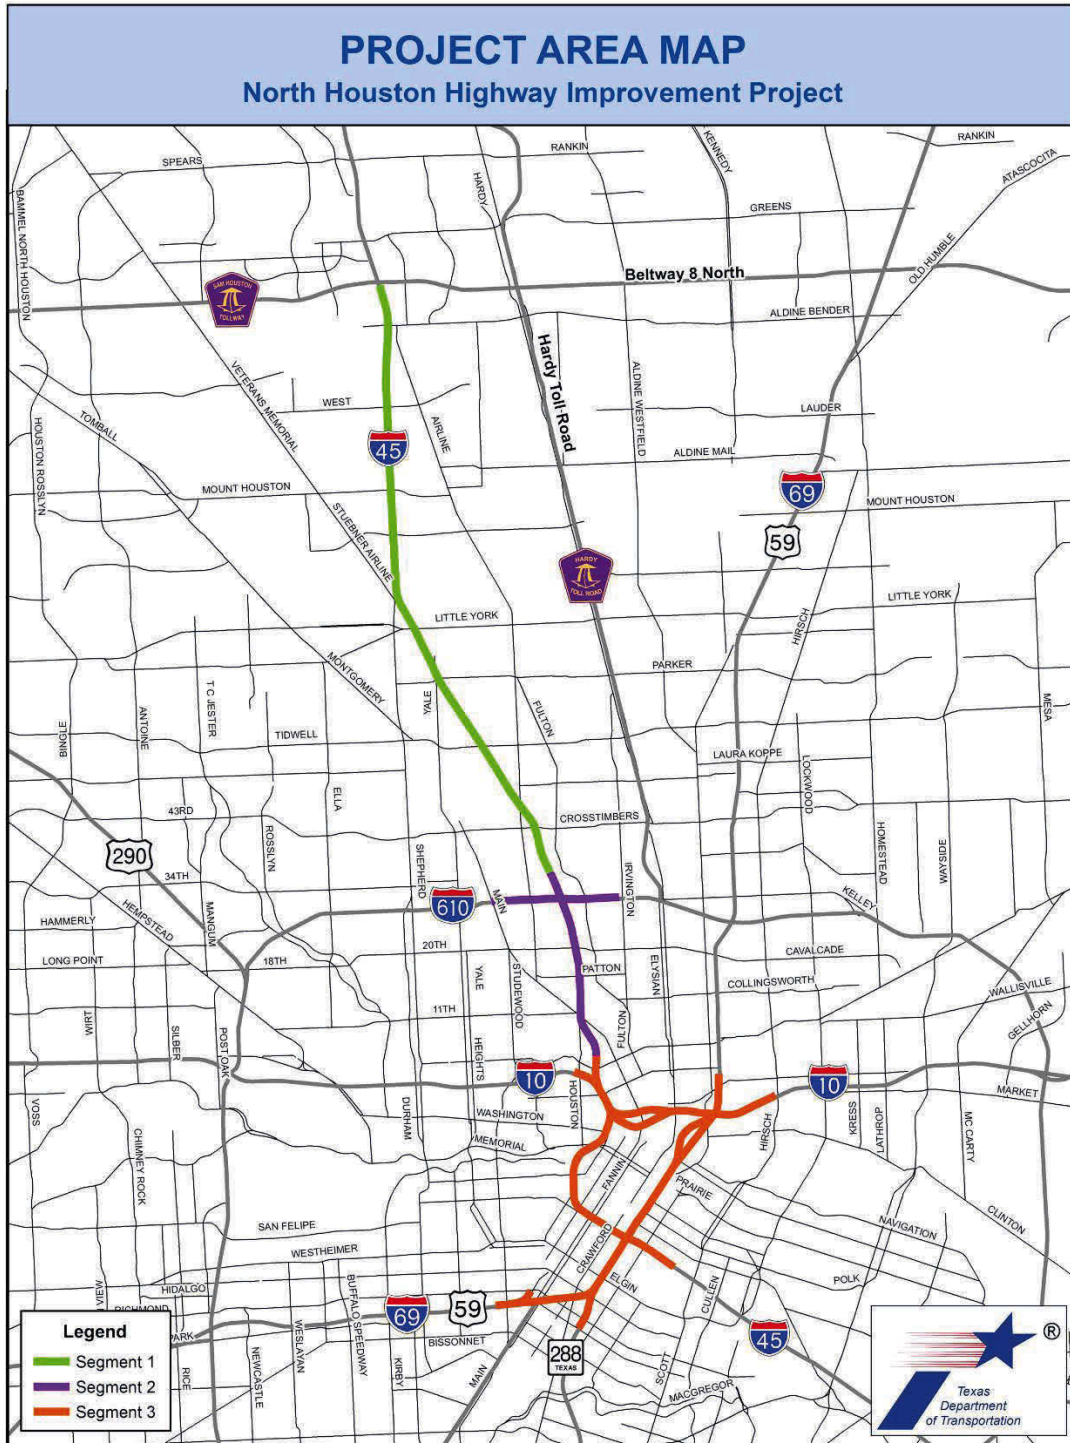 PROJECT AREA MAP
North Houston Highway Improvement Project
RANKIN
KENNEDY
RANKIN
SPEARS
ATASCOCITA
HARDY
BAMMEL NORTH HOUSTON
GREENS
OLD HUMBLE
Beltway 8 North
SAM HOUSTON
TOLLWAY
ALDINE BENDER
Hardy Toll Road
VETERANS MEMORIAL
ALDINE WESTFIELD
WEST
LAUDER
TOMBALL
AIRLINE
HOUSTON ROSSLYN
45
ALDINE MAIL
MOUNT HOUSTON
69
MOUNT HOUSTON
STUEBNER AIRLINE
59
HARDY
TOLL ROAD
LITTLE YORK
HIRSCH
LITTLE YORK
MONTGOMERY
PARKER
T C JESTER
YALE
MESA
BINGLE
ANTOINE
FULTON
TIDWELL
LAURA KOPPE
LOCKWOOD
ELLA
43RD
CROSSTIMBERS
ROSSLYN
HOMESTEAD
WAYSIDE
290
SHEPHERD
34TH
IRVINGTON
MAIN
610
KELLEY
HEMPSTEAD
MANGUM
HAMMERLY
20TH
CAVALCADE
LONG POINT
18TH
PATTON
ELYSIAN
YALE
STUDEWOOD
COLLINGSWORTH
WALLISVILLE
11TH
WIRT
SILBER
POST OAK
FULTON
GELLHORN
HEIGHTS
10
HOUSTON
10
MARKET
VOSS
DURHAM
WASHINGTON
HIRSCH
KRESS
LATHROP
MC CARTY
CHIMNEY ROCK
MEMORIAL
FANNIN
PRAIRIE
SAN FELIPE
NAVIGATION
CLINTON
WESTHEIMER
CRAWFORD
HIDALGO
ELGIN
POLK
CULLEN
BUFFALO SPEEDWAY
RICHMOND
69
59
BISSONNET
45
WESLAYAN
288
TEXAS
RICE
NEWCASTLE
KIRBY
MAIN
SCOTT
MACGREGOR
PARK
Legend
Segment 1
Segment 2
Segment 3
®
Texas
Department
of Transportation